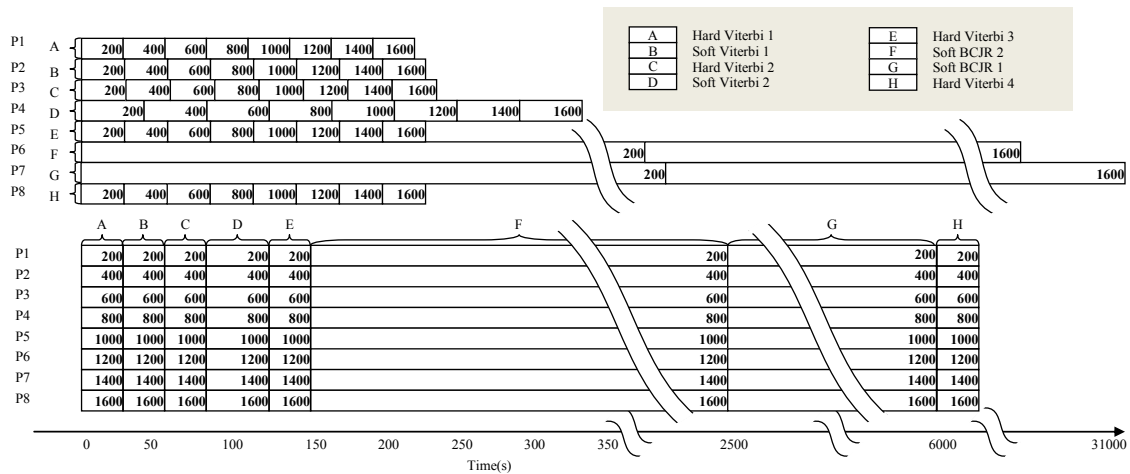 A Hard Viterbi 1 E Hard Viterbi 3
B Soft Viterbi 1 F Soft BCJR 2
C Hard Viterbi 2 G Soft BCJR 1
D Soft Viterbi 2 H Hard Viterbi 4
P1 A 200 400 600 800 1000 1200 1400 1600
P2 B 200 400 600 800 1000 1200 1400 1600
P3 C 200 400 600 800 1000 1200 1400 1600
P4 D 200 400 600 800 1000 1200 1400 1600
P5 E 200 400 600 800 1000 1200 1400 1600
P6 F 200 1600
P7 G 200 1600
P8 H 200 400 600 800 1000 1200 1400 1600
A B C D E F G H
P1 200 200 200 200 200 200 200 200
P2 400 400 400 400 400 400 400 400
P3 600 600 600 600 600 600 600 600
P4 800 800 800 800 800 800 800 800
P5 1000 1000 1000 1000 1000 1000 1000 1000
P6 1200 1200 1200 1200 1200 1200 1200 1200
P7 1400 1400 1400 1400 1400 1400 1400 1400
P8 1600 1600 1600 1600 1600 1600 1600 1600
0 50 100 150 200 250 300 350 2500 6000 31000
Time(s)